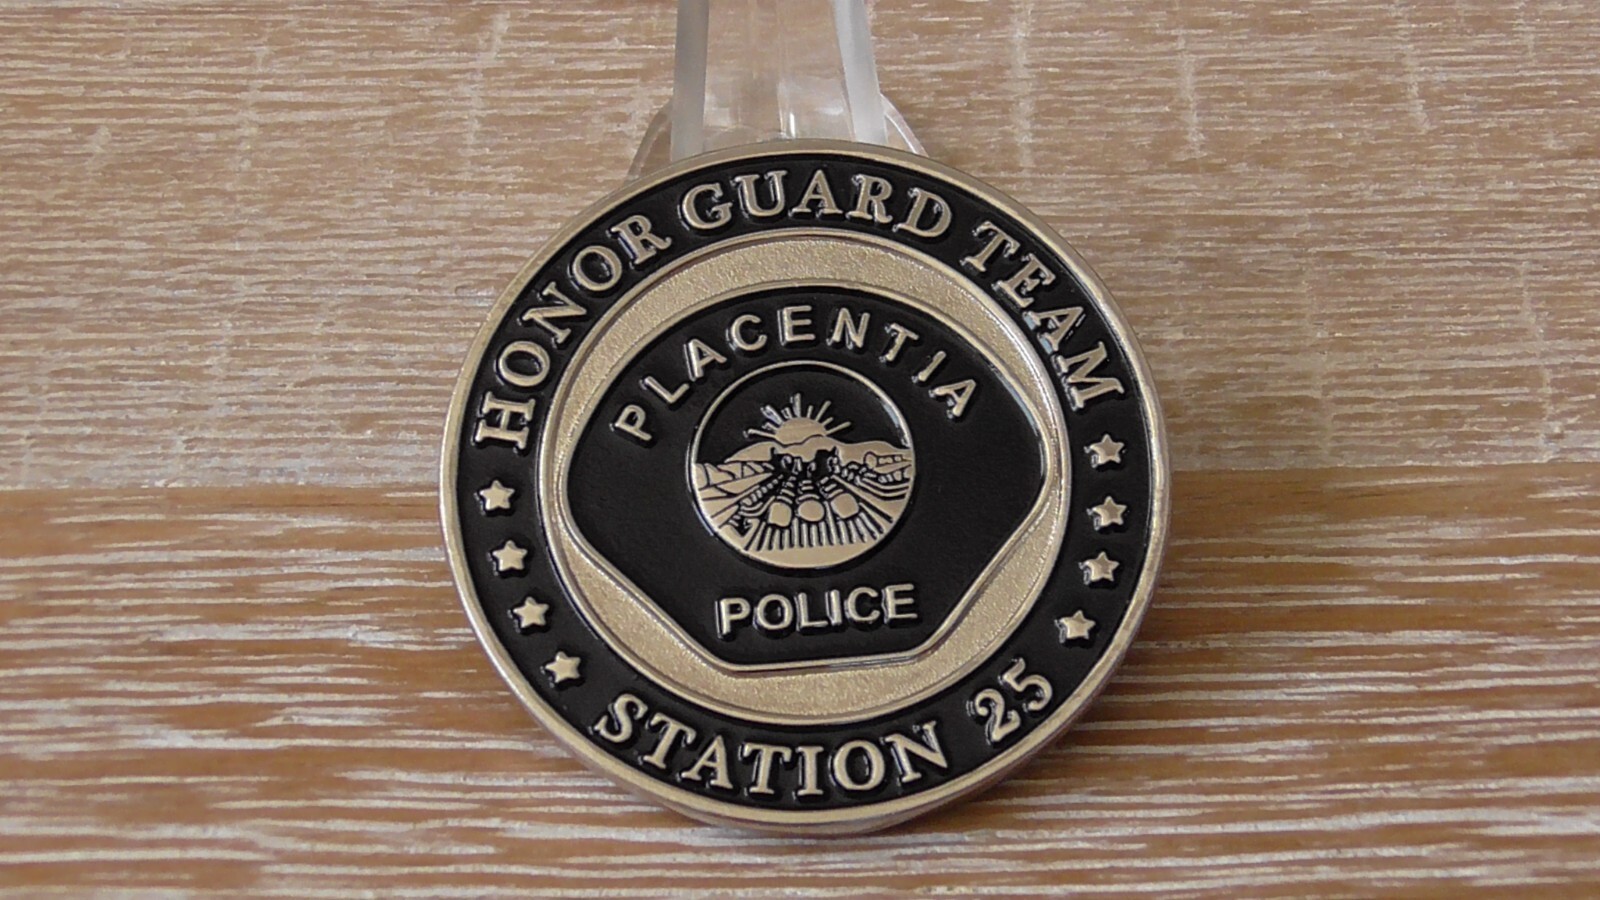 HONOR GUARD TEAM
PLACENTIA
POLICE
STATION 25